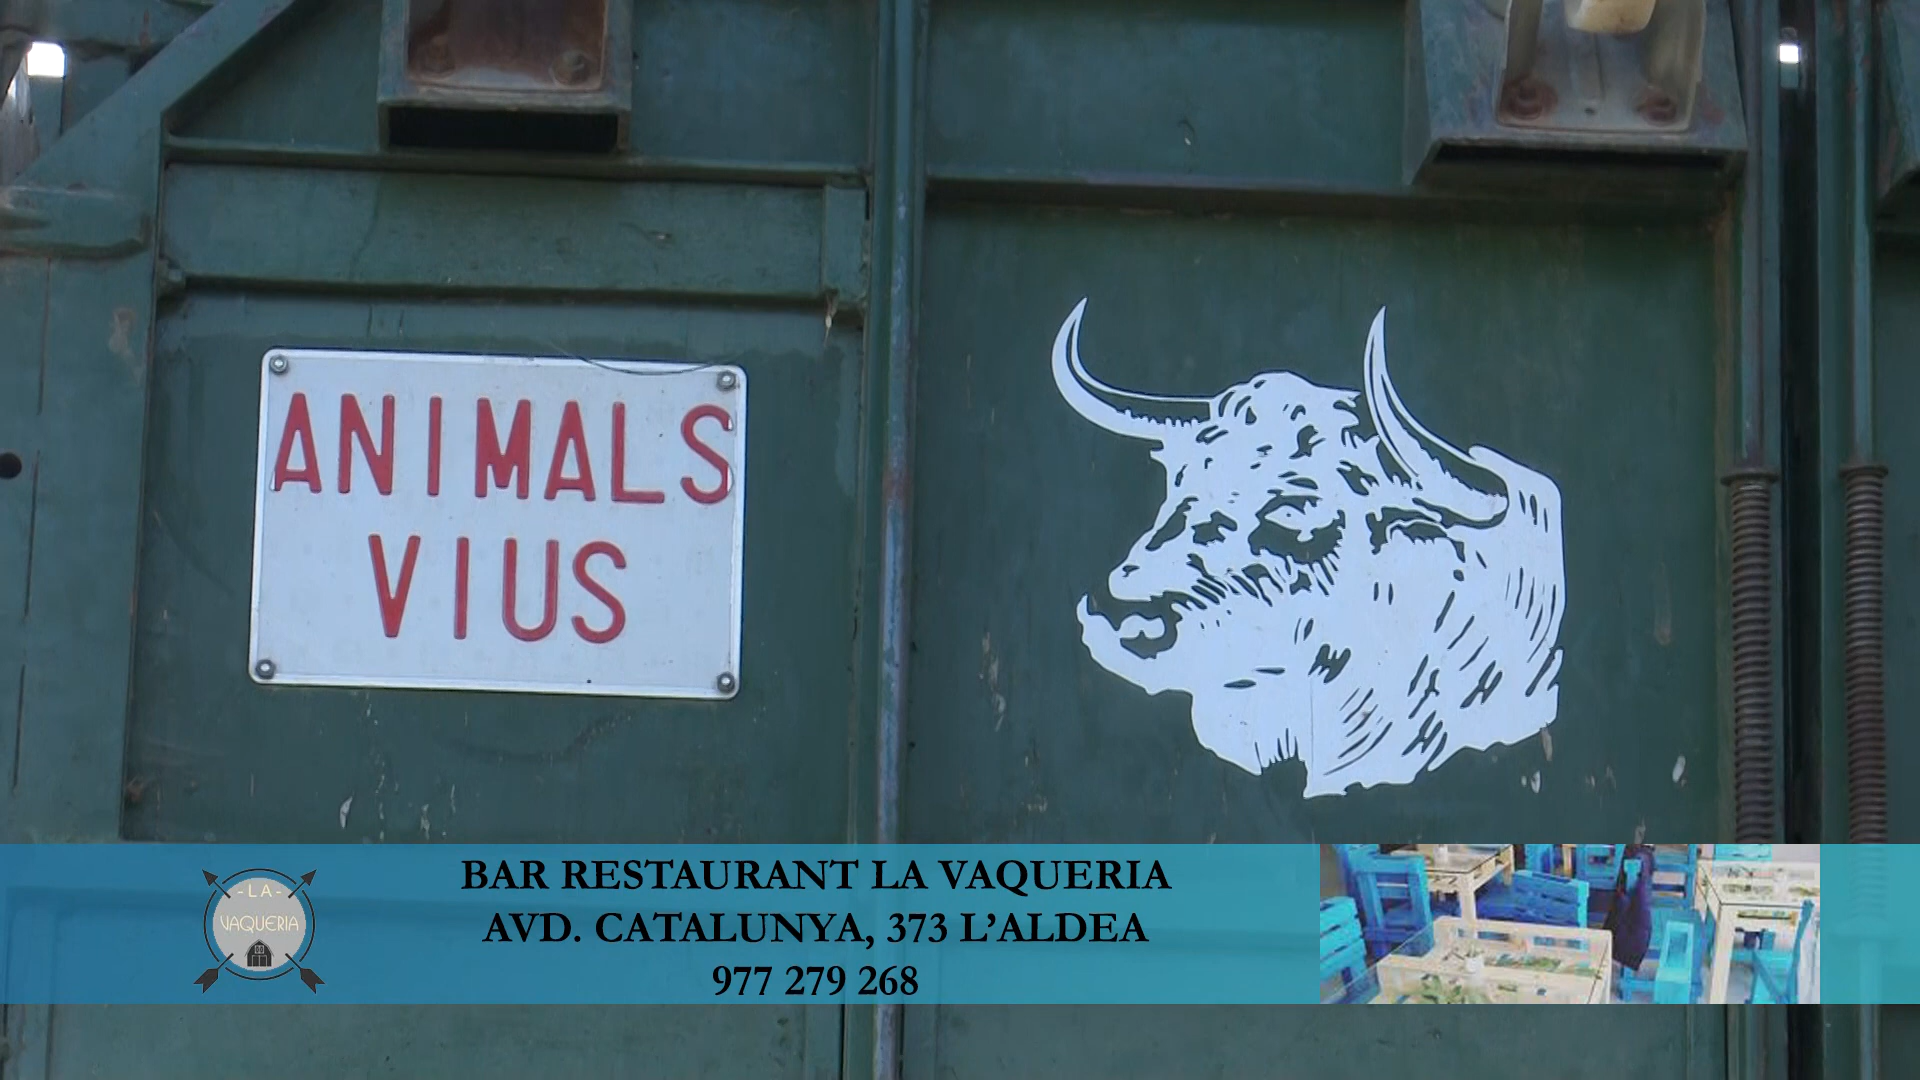 ANIMALS
VIUS
BAR RESTAURANT LA VAQUERIA
AVD. CATALUNYA, 373 L'ALDEA
977 279 268
- LA -
VAQUERIA